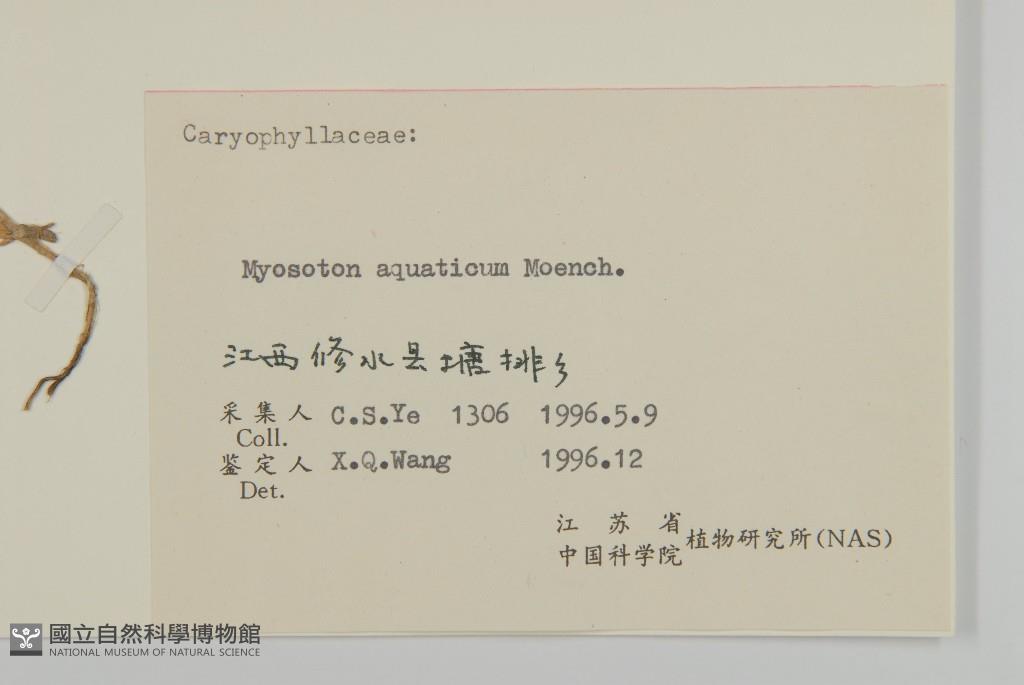 Caryophyllaceae:
Myosoton aquaticum Moench.
江西修水县塘排乡
采集人 C.S.Ye 1306 1996.5.9
Coll.
鉴定人 X.Q.Wang 1996.12
Det.
江苏省
中国科学院 植物研究所(NAS)
國立自然科學博物館
NATIONAL MUSEUM OF NATURAL SCIENCE